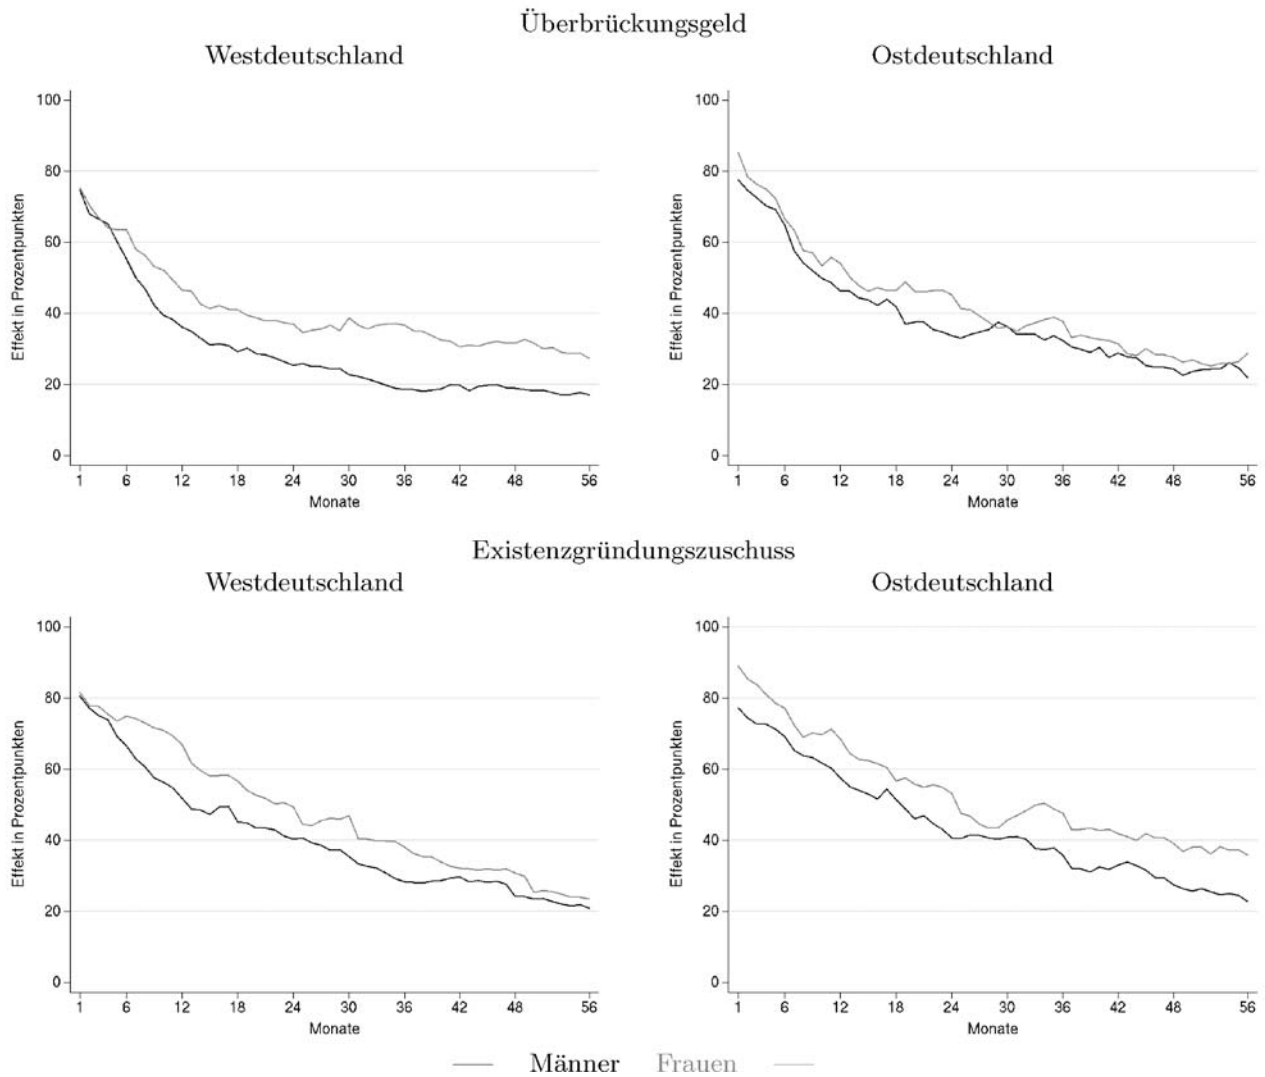 Überbrückungsgeld
Westdeutschland
Ostdeutschland
100
80
60
40
20
0
Effekt in Prozentpunkten
1 6 12 18 24 30 36 42 48 56
Monate
100
80
60
40
20
0
Effekt in Prozentpunkten
1 6 12 18 24 30 36 42 48 56
Monate
Existenzgründungszuschuss
Westdeutschland
Ostdeutschland
100
80
60
40
20
0
Effekt in Prozentpunkten
1 6 12 18 24 30 36 42 48 56
Monate
100
80
60
40
20
0
Effekt in Prozentpunkten
1 6 12 18 24 30 36 42 48 56
Monate
Männer Frauen